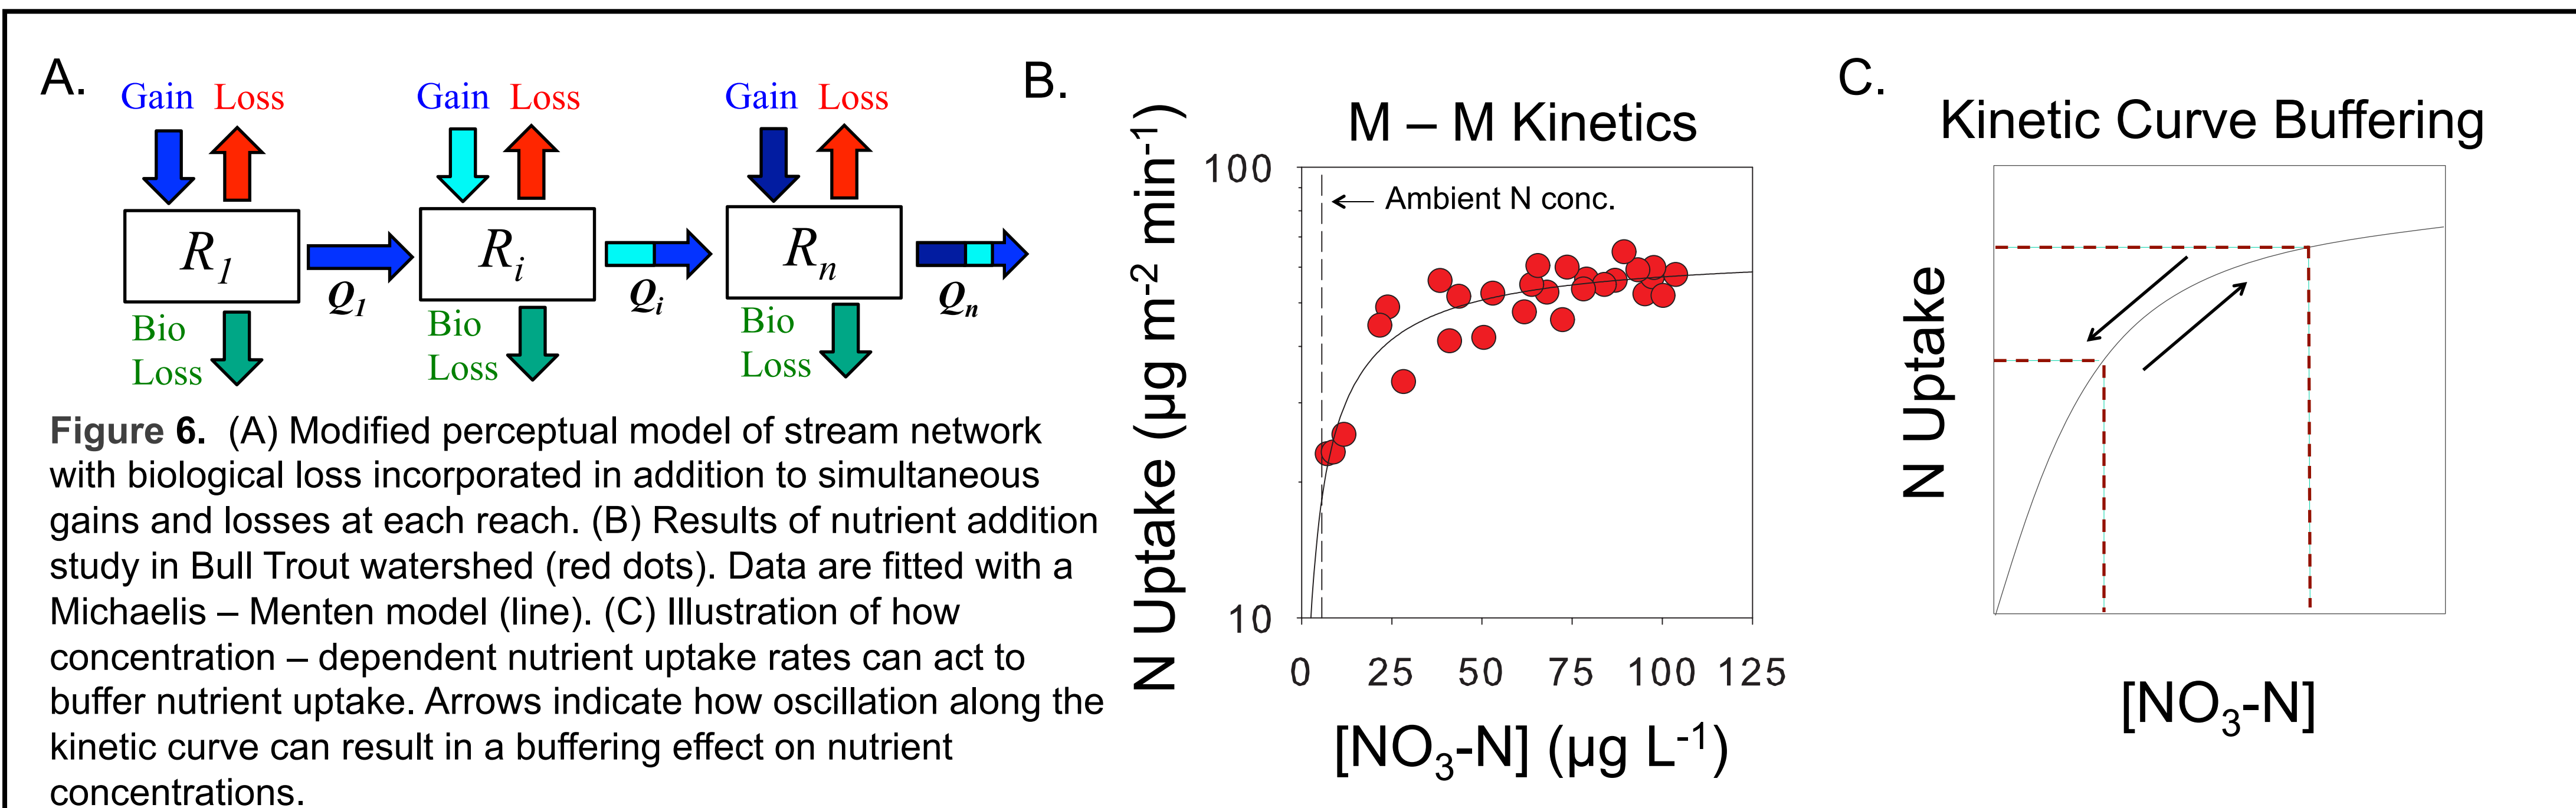 A.
Gain Loss
Gain Loss
Gain Loss
R1
Ri
Rn
Q1
Qi
Qn
Bio
Loss
Bio
Loss
Bio
Loss
Figure 6. (A) Modified perceptual model of stream network
with biological loss incorporated in addition to simultaneous
gains and losses at each reach. (B) Results of nutrient addition
study in Bull Trout watershed (red dots). Data are fitted with a
Michaelis – Menten model (line). (C) Illustration of how
concentration – dependent nutrient uptake rates can act to
buffer nutrient uptake. Arrows indicate how oscillation along the
kinetic curve can result in a buffering effect on nutrient
concentrations.
B.
M – M Kinetics
N Uptake (µg m-2 min-1)
100
10
Ambient N conc.
0 25 50 75 100 125
[NO3-N] (µg L-1)
C.
Kinetic Curve Buffering
N Uptake
[NO3-N]